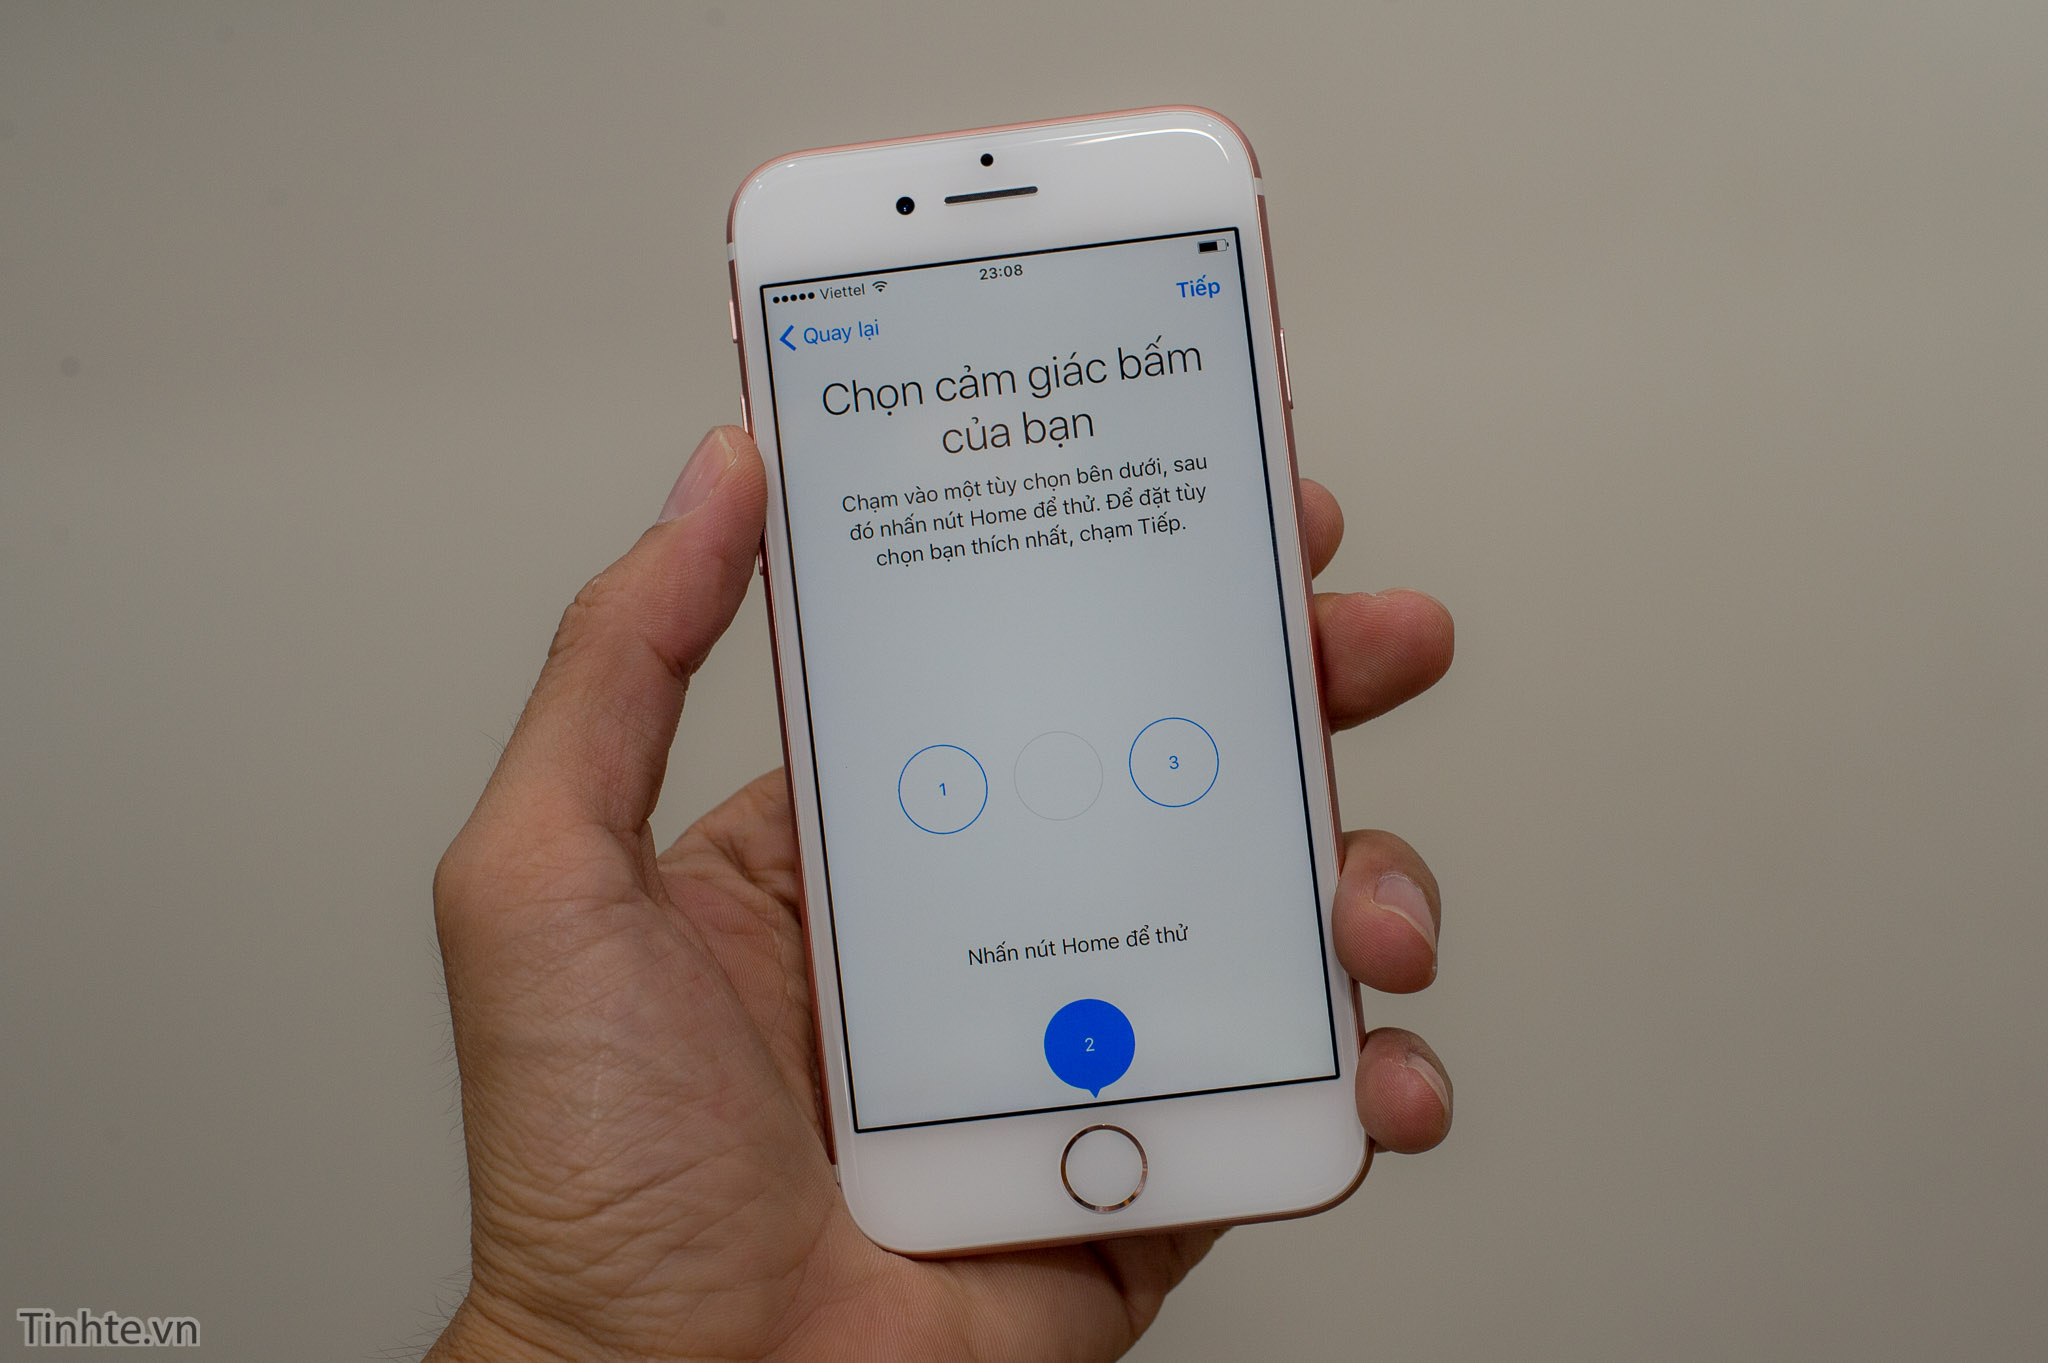 23:08
●●●●● Viettel
Tiếp
Quay lại
Chọn cảm giác bấm
của bạn
Chạm vào một tùy chọn bên dưới, sau
đó nhấn nút Home để thử. Để đặt tùy
chọn bạn thích nhất, chạm Tiếp.
1
3
Nhấn nút Home để thử
2
Tinhte.vn